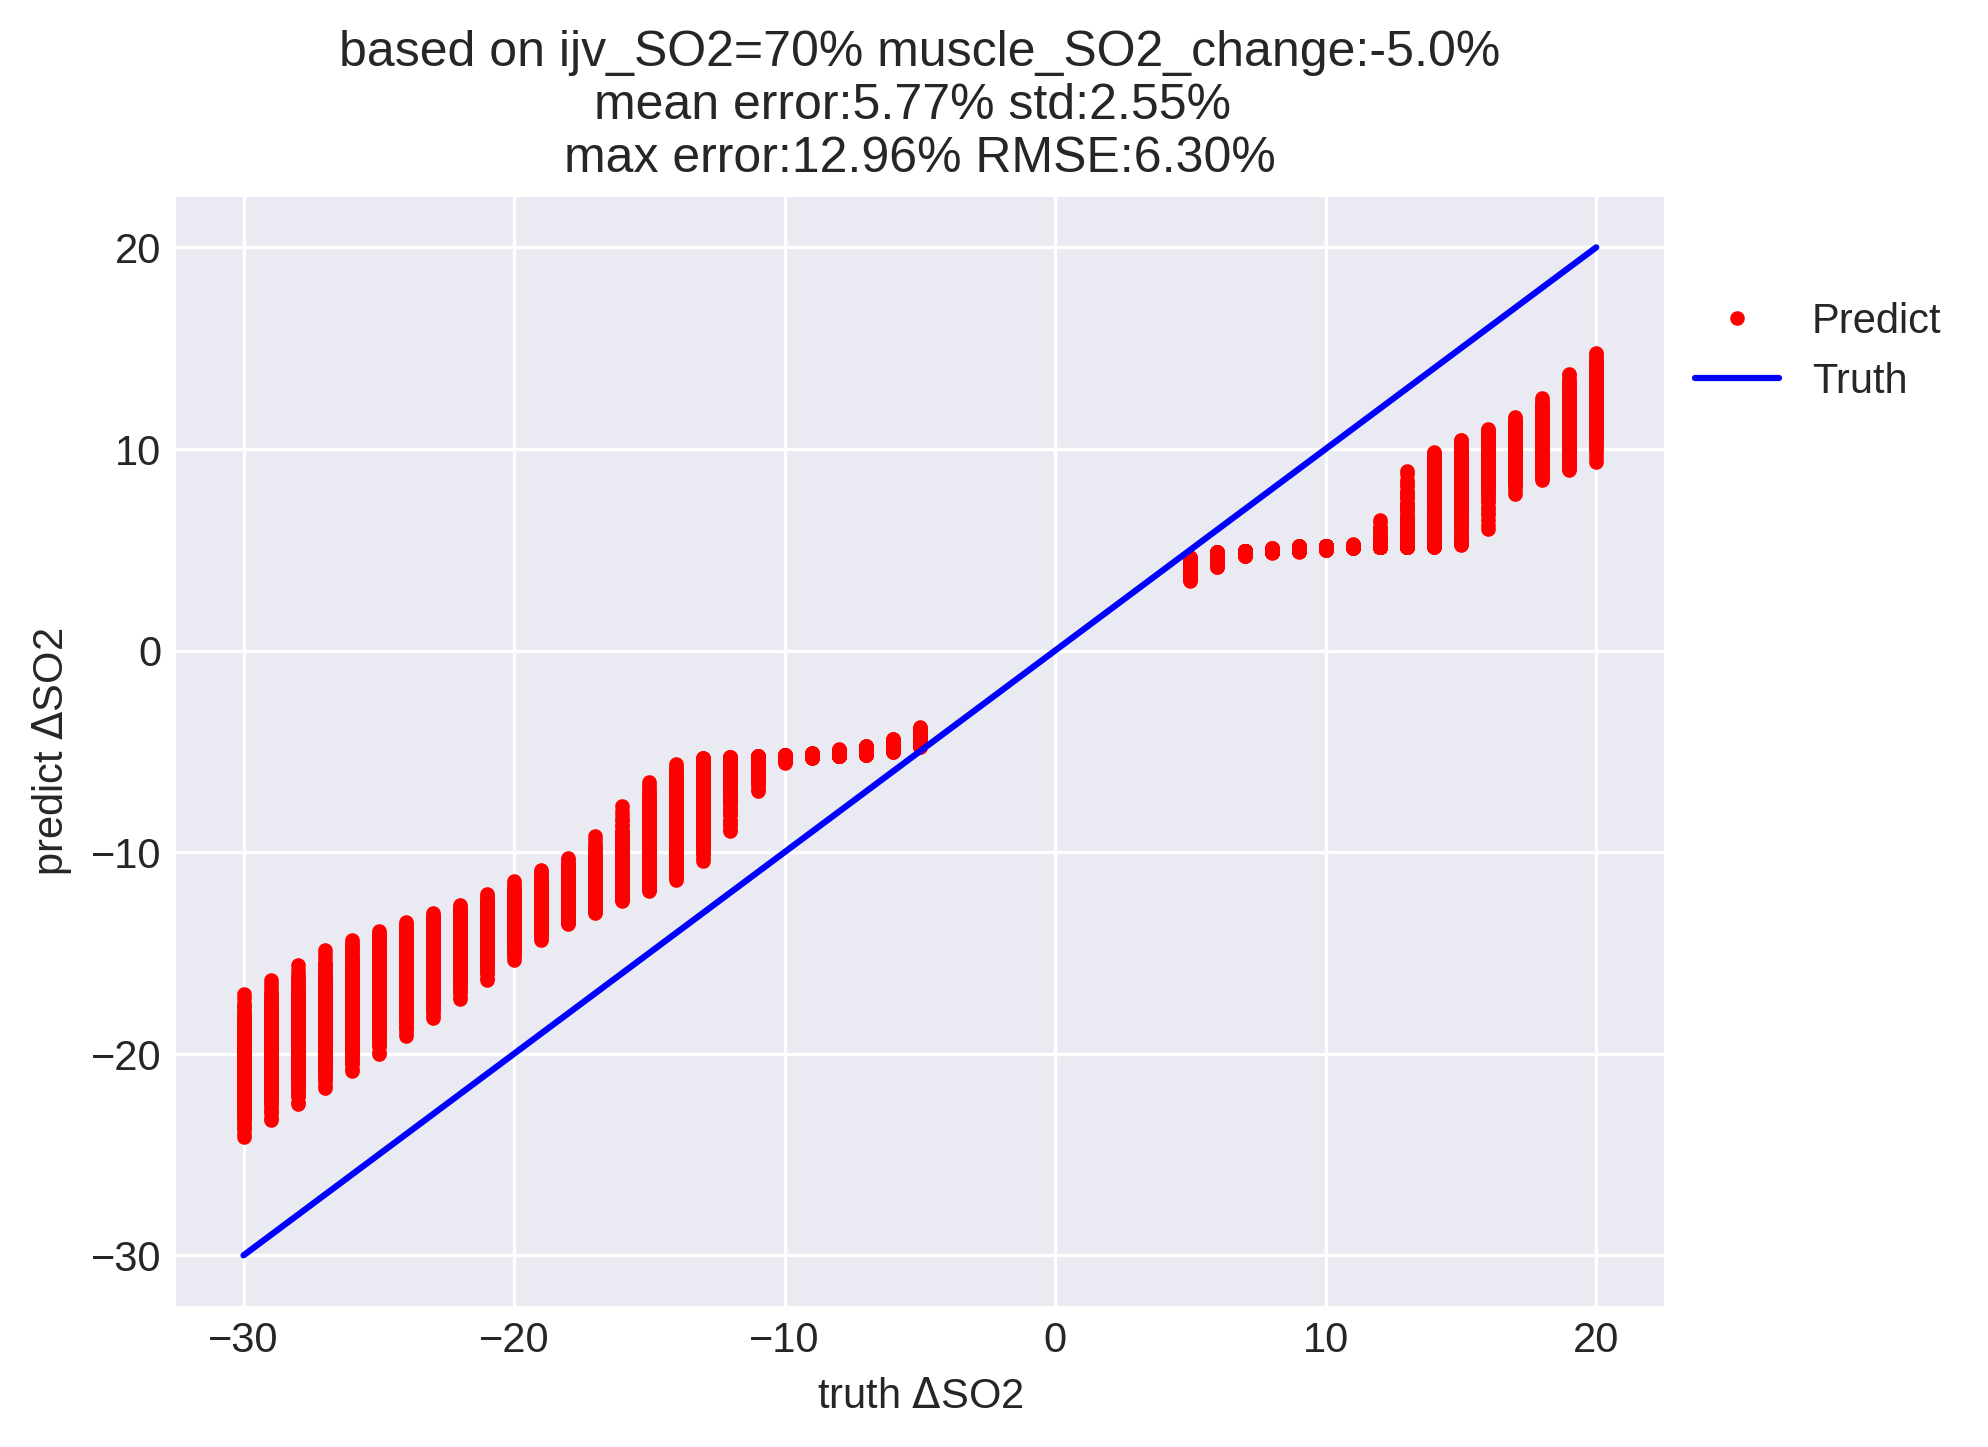 based on ijv_SO2=70% muscle_SO2_change:-5.0%
mean error:5.77% std:2.55%
max error:12.96% RMSE:6.30%
20
10
0
−10
−20
−30
predict ΔSO2
−30
−20
−10
0
10
20
truth ΔSO2
Predict
Truth